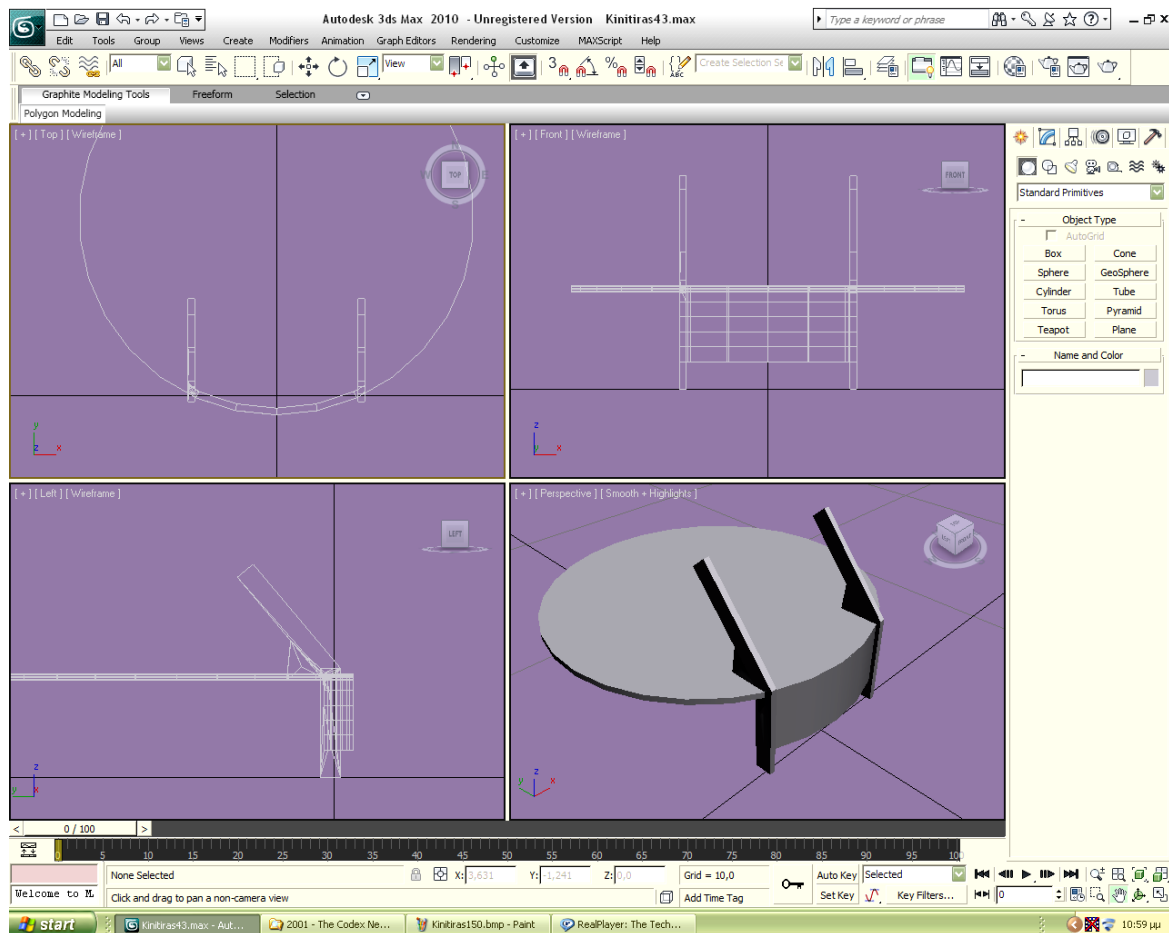 Autodesk 3ds Max 2010 - Unregistered Version Kinitiras43.max
Type a keyword or phrase
Edit Tools Group Views Create Modifiers Animation Graph Editors Rendering Customize MAXScript Help
All View 3 Create Selection Se
Graphite Modeling Tools Freeform Selection
Polygon Modeling
[ + ] [ Top ] [ Wireframe ]
TOP
[ + ] [ Front ] [ Wireframe ]
FRONT
Standard Primitives
- Object Type
AutoGrid
Box Cone
Sphere GeoSphere
Cylinder Tube
Torus Pyramid
Teapot Plane
- Name and Color
y
z x
z
x
[ + ] [ Left ] [ Wireframe ]
LEFT
[ + ] [ Perspective ] [ Smooth + Highlights ]
z
y
z
y x
< 0 / 100 >
0 5 10 15 20 25 30 35 40 45 50 55 60 65 70 75 80 85 90 95 100
None Selected X: 3,631 Y: -1,241 Z: 0,0 Grid = 10,0 Auto Key Selected
Welcome to M. Click and drag to pan a non-camera view Add Time Tag Set Key Key Filters... 0
start Kinitiras43.max - Aut... 2001 - The Codex Ne... Kinitiras150.bmp - Paint RealPlayer: The Tech... 10:59 μμ